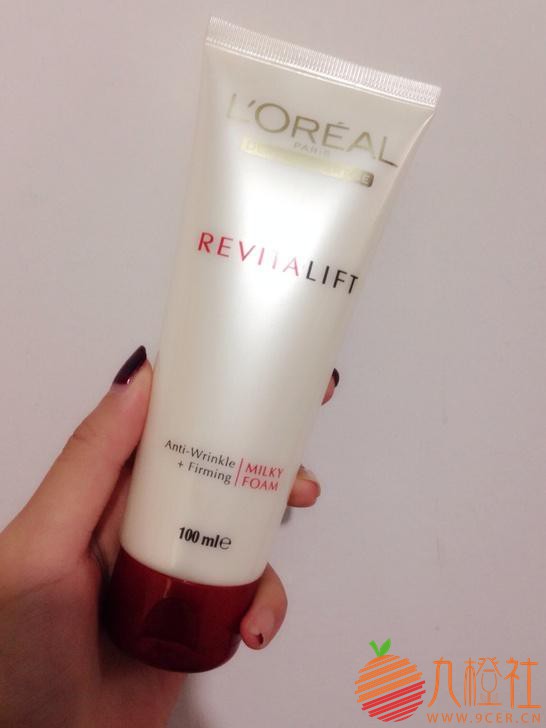 L'ORÉAL
PARIS
REVITALIFT
Anti-Wrinkle
+ Firming
MILKY
FOAM
100 ml℮
九橙社
WWW.9CER.CN